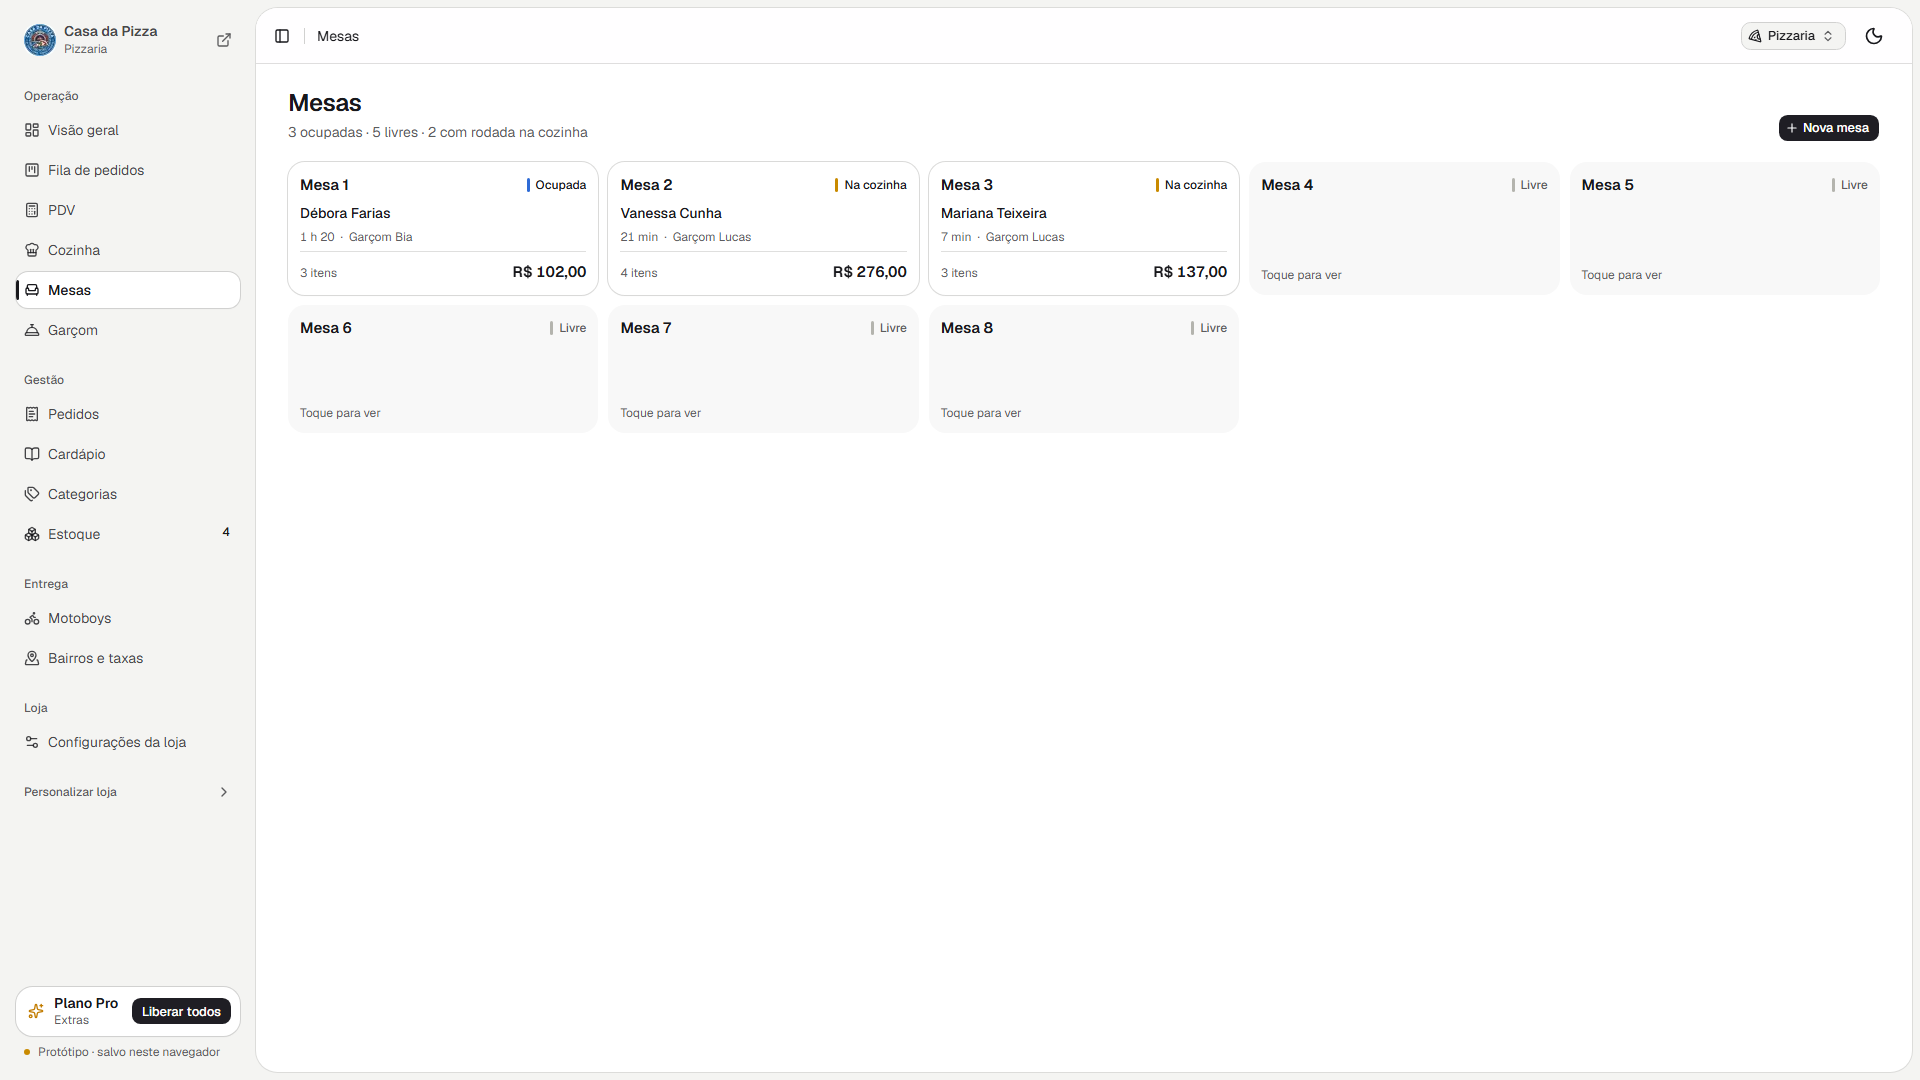 Casa da Pizza
Pizzaria
Operação
Visão geral
Fila de pedidos
PDV
Cozinha
Mesas
Garçom
Gestão
Pedidos
Cardápio
Categorias
Estoque 4
Entrega
Motoboys
Bairros e taxas
Loja
Configurações da loja
Personalizar loja
Plano Pro
Extras
Liberar todos
Protótipo · salvo neste navegador
Mesas
Pizzaria
Mesas
3 ocupadas · 5 livres · 2 com rodada na cozinha
+ Nova mesa
Mesa 1 Ocupada
Débora Farias
1 h 20 · Garçom Bia
3 itens R$ 102,00
Mesa 2 Na cozinha
Vanessa Cunha
21 min · Garçom Lucas
4 itens R$ 276,00
Mesa 3 Na cozinha
Mariana Teixeira
7 min · Garçom Lucas
3 itens R$ 137,00
Mesa 4 Livre
Toque para ver
Mesa 5 Livre
Toque para ver
Mesa 6 Livre
Toque para ver
Mesa 7 Livre
Toque para ver
Mesa 8 Livre
Toque para ver